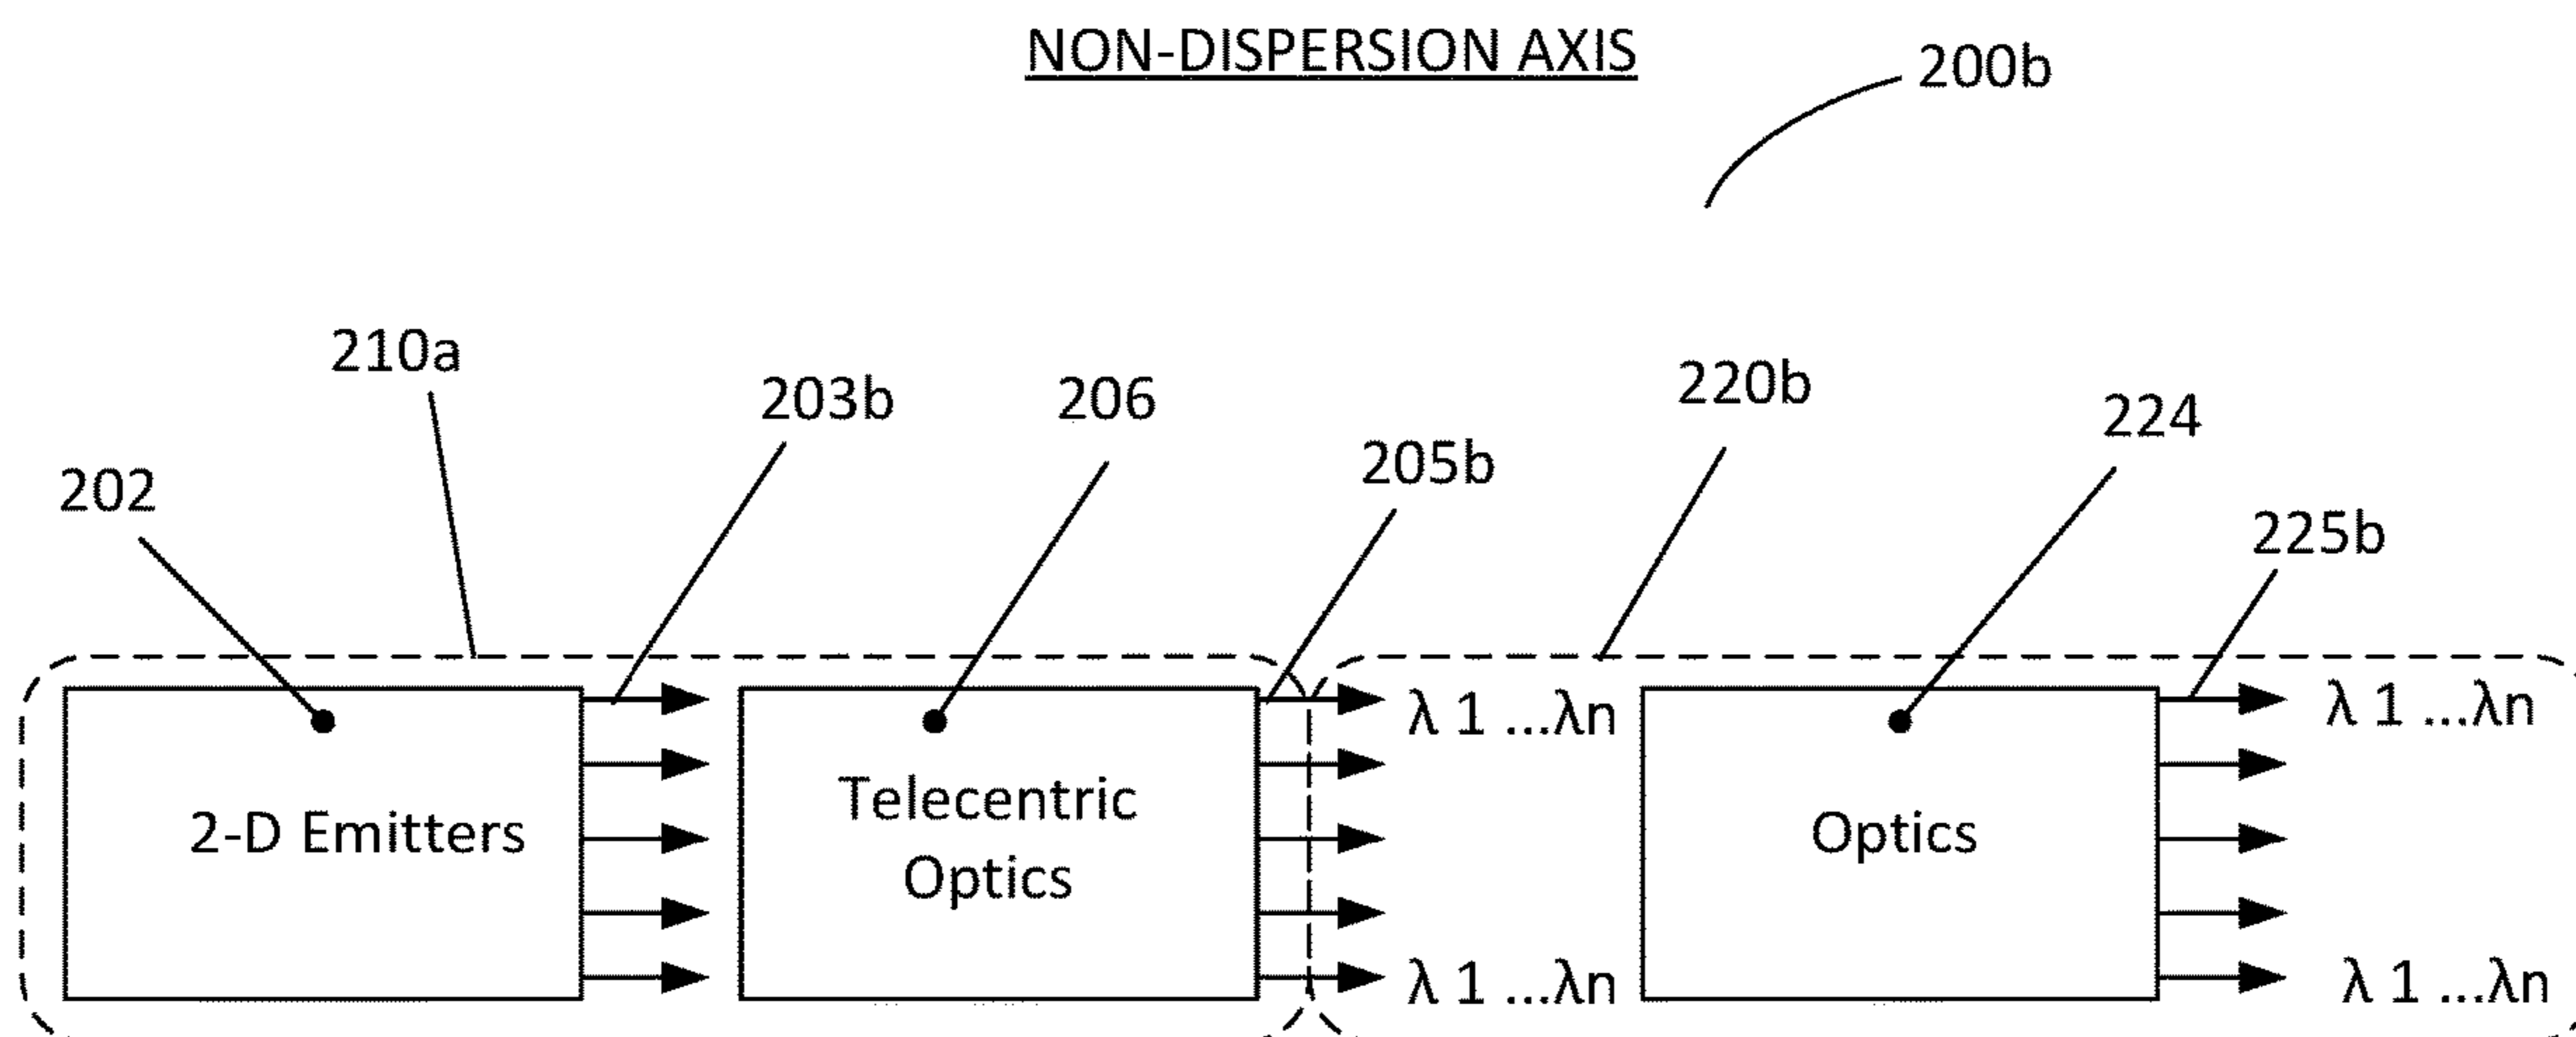 NON-DISPERSION AXIS
200b
210a
203b
206
220b
224
202
205b
225b
λ 1 ...λn
λ 1 ...λn
2-D Emitters
Telecentric
Optics
Optics
λ 1 ...λn
λ 1 ...λn